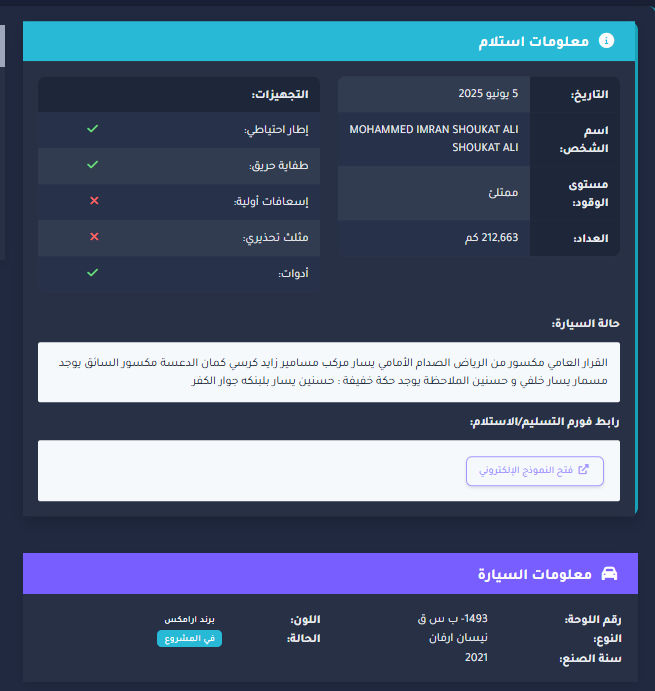 معلومات استلام
التاريخ: 5 يونيو 2025
اسم الشخص: MOHAMMED IMRAN SHOUKAT ALI SHOUKAT ALI
مستوى الوقود: ممتلئ
العداد: 212,663 كم
التجهيزات:
إطار احتياطي:
طفاية حريق:
إسعافات أولية:
مثلث تحذيري:
أدوات:
حالة السيارة:
القرار العامي مكسور من الرياض الصدام الأمامي يسار مركب مسامير زايد كرسي كمان الدعسة مكسور السائق يوجد
مسمار يسار خلفي و حسنين الملاحظة يوجد حكة خفيفة : حسنين يسار بلبنكه جوار الكفر
رابط فورم التسليم/الاستلام:
فتح النموذج الإلكتروني
معلومات السيارة
رقم اللوحة: 1493- ب س ق
النوع: نيسان ارفان
سنة الصنع: 2021
اللون: برند ارامكس
الحالة: في المشروع